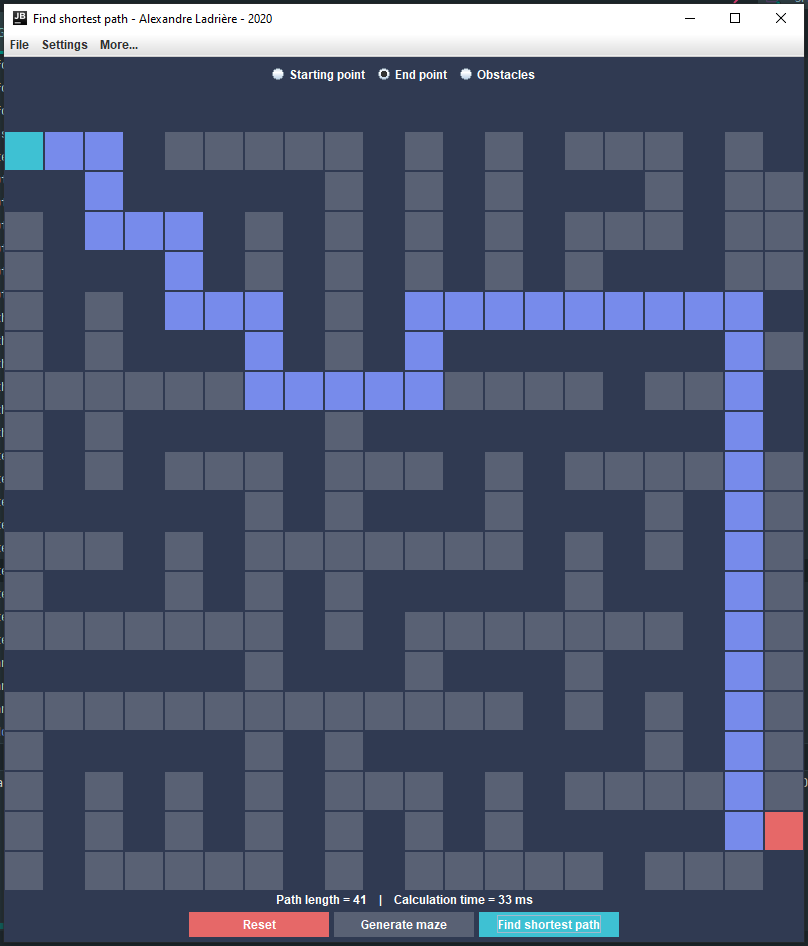 JB Find shortest path - Alexandre Ladrière - 2020
File Settings More...
Starting point End point Obstacles
Path length = 41 | Calculation time = 33 ms
Reset Generate maze Find shortest path